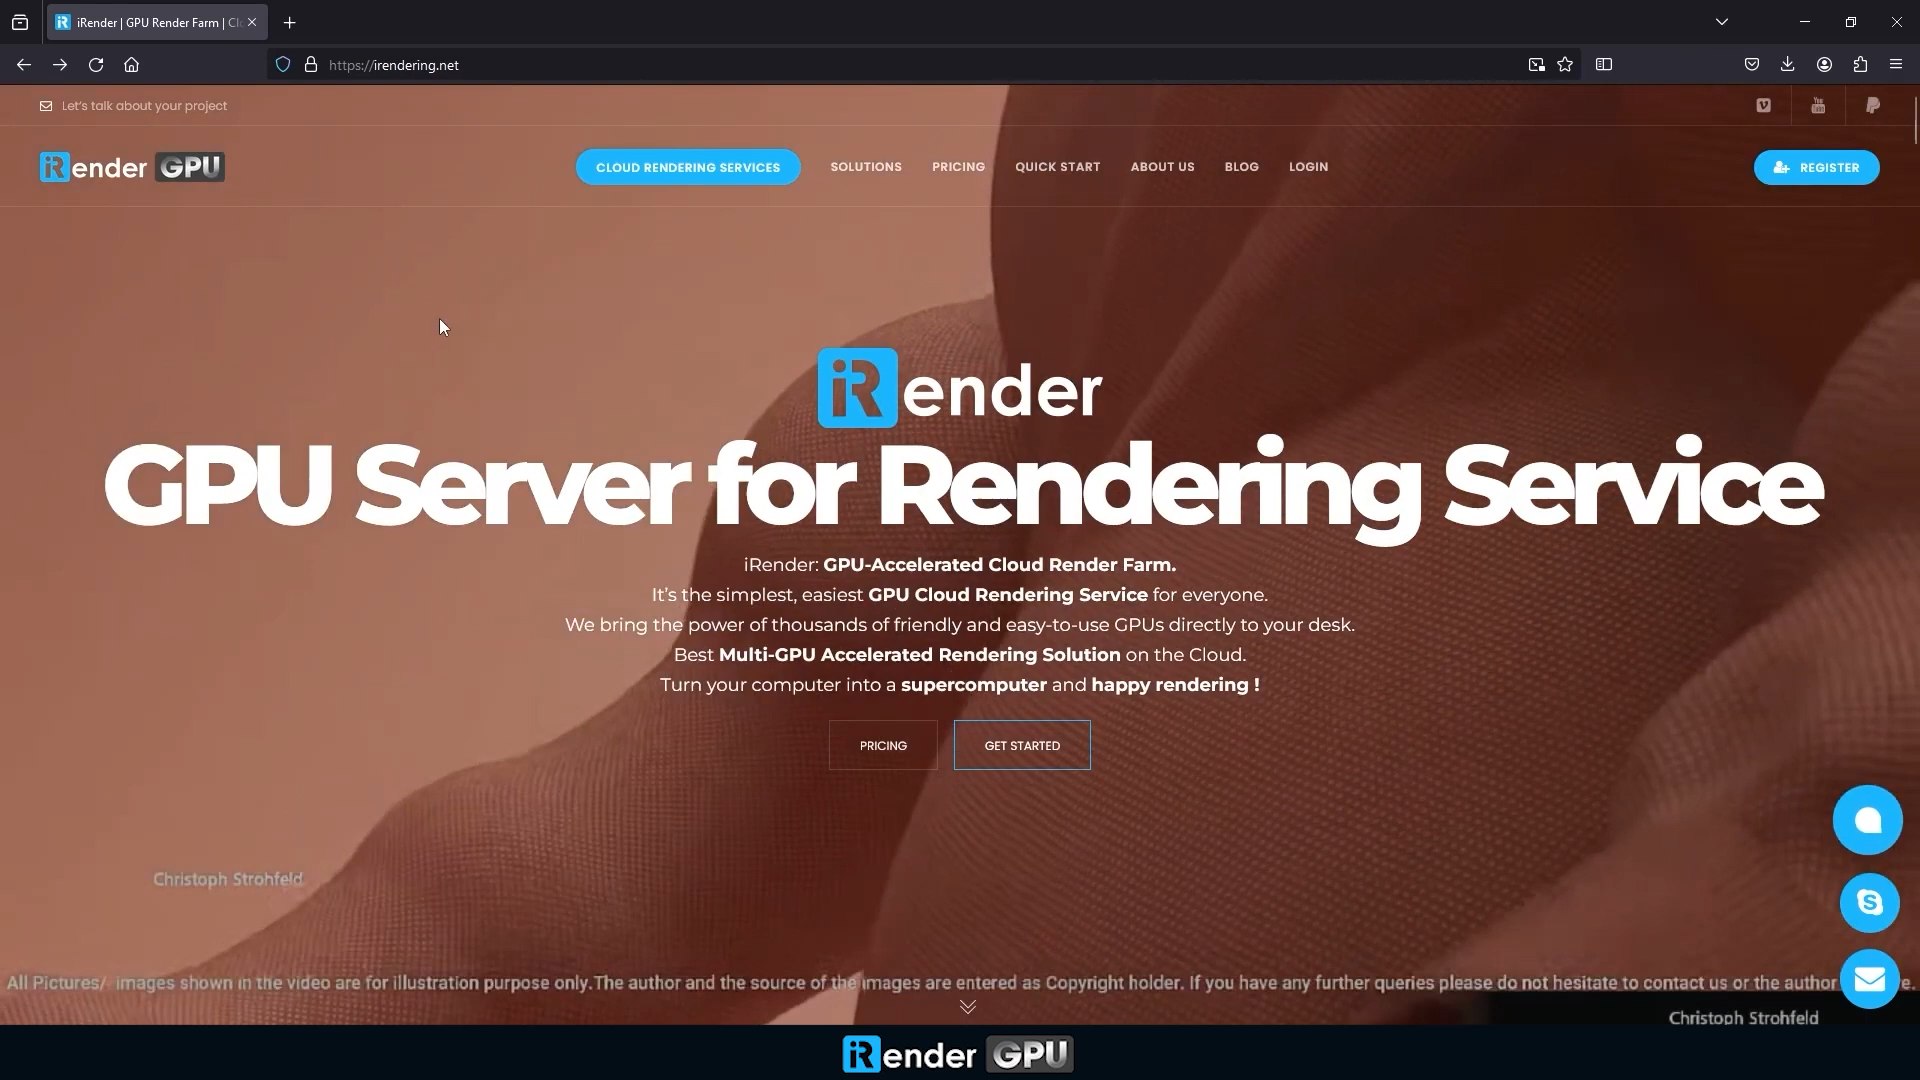 iRender | GPU Render Farm | Cl
https://irendering.net
Let's talk about your project
iRender GPU
CLOUD RENDERING SERVICES
SOLUTIONS
PRICING
QUICK START
ABOUT US
BLOG
LOGIN
REGISTER
iRender
GPU Server for Rendering Service
iRender: GPU-Accelerated Cloud Render Farm.
It's the simplest, easiest GPU Cloud Rendering Service for everyone.
We bring the power of thousands of friendly and easy-to-use GPUs directly to your desk.
Best Multi-GPU Accelerated Rendering Solution on the Cloud.
Turn your computer into a supercomputer and happy rendering !
PRICING
GET STARTED
Christoph Strohfeld
All Pictures/ images shown in the video are for illustration purpose only.The author and the source of the images are entered as Copyright holder. If you have any further queries please do not hesitate to contact us or the author
Christoph Strohfeld
iRender GPU